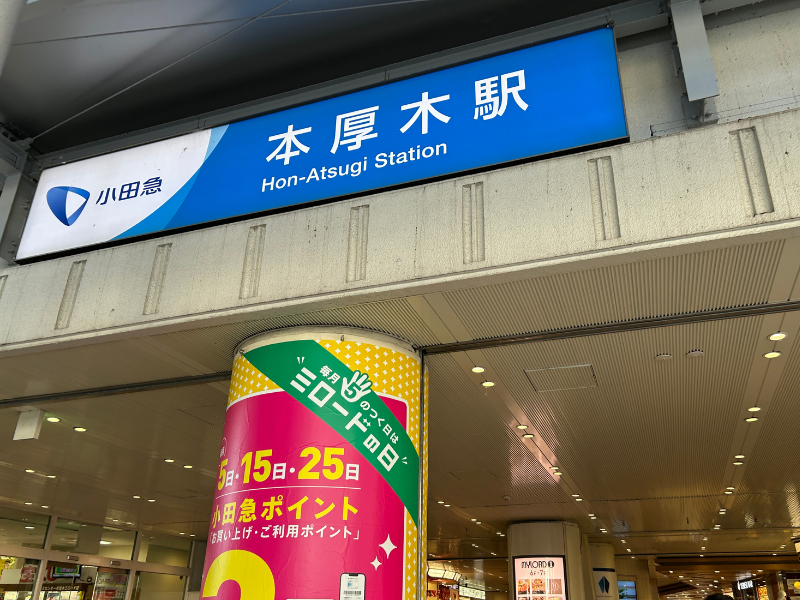 小田急
本厚木駅
Hon-Atsugi Station
毎月5のつく日は
ミロードの日
5日・15日・25日
小田急ポイント
「お買い上げ・ご利用ポイント」
MYLORD